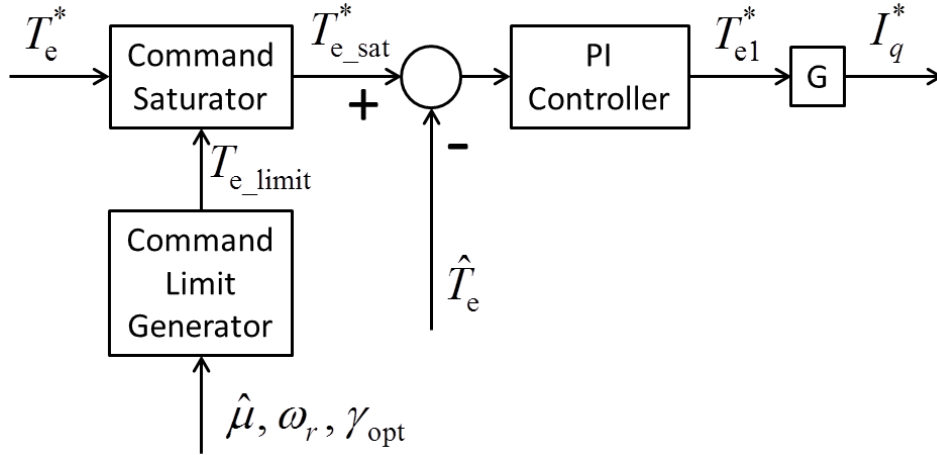 T*e
Command
Saturator
T*e_sat
+
-
PI
Controller
T*e1
G
I*q
Te_limit
Command
Limit
Generator
T̂e
μ̂, ωr, γopt